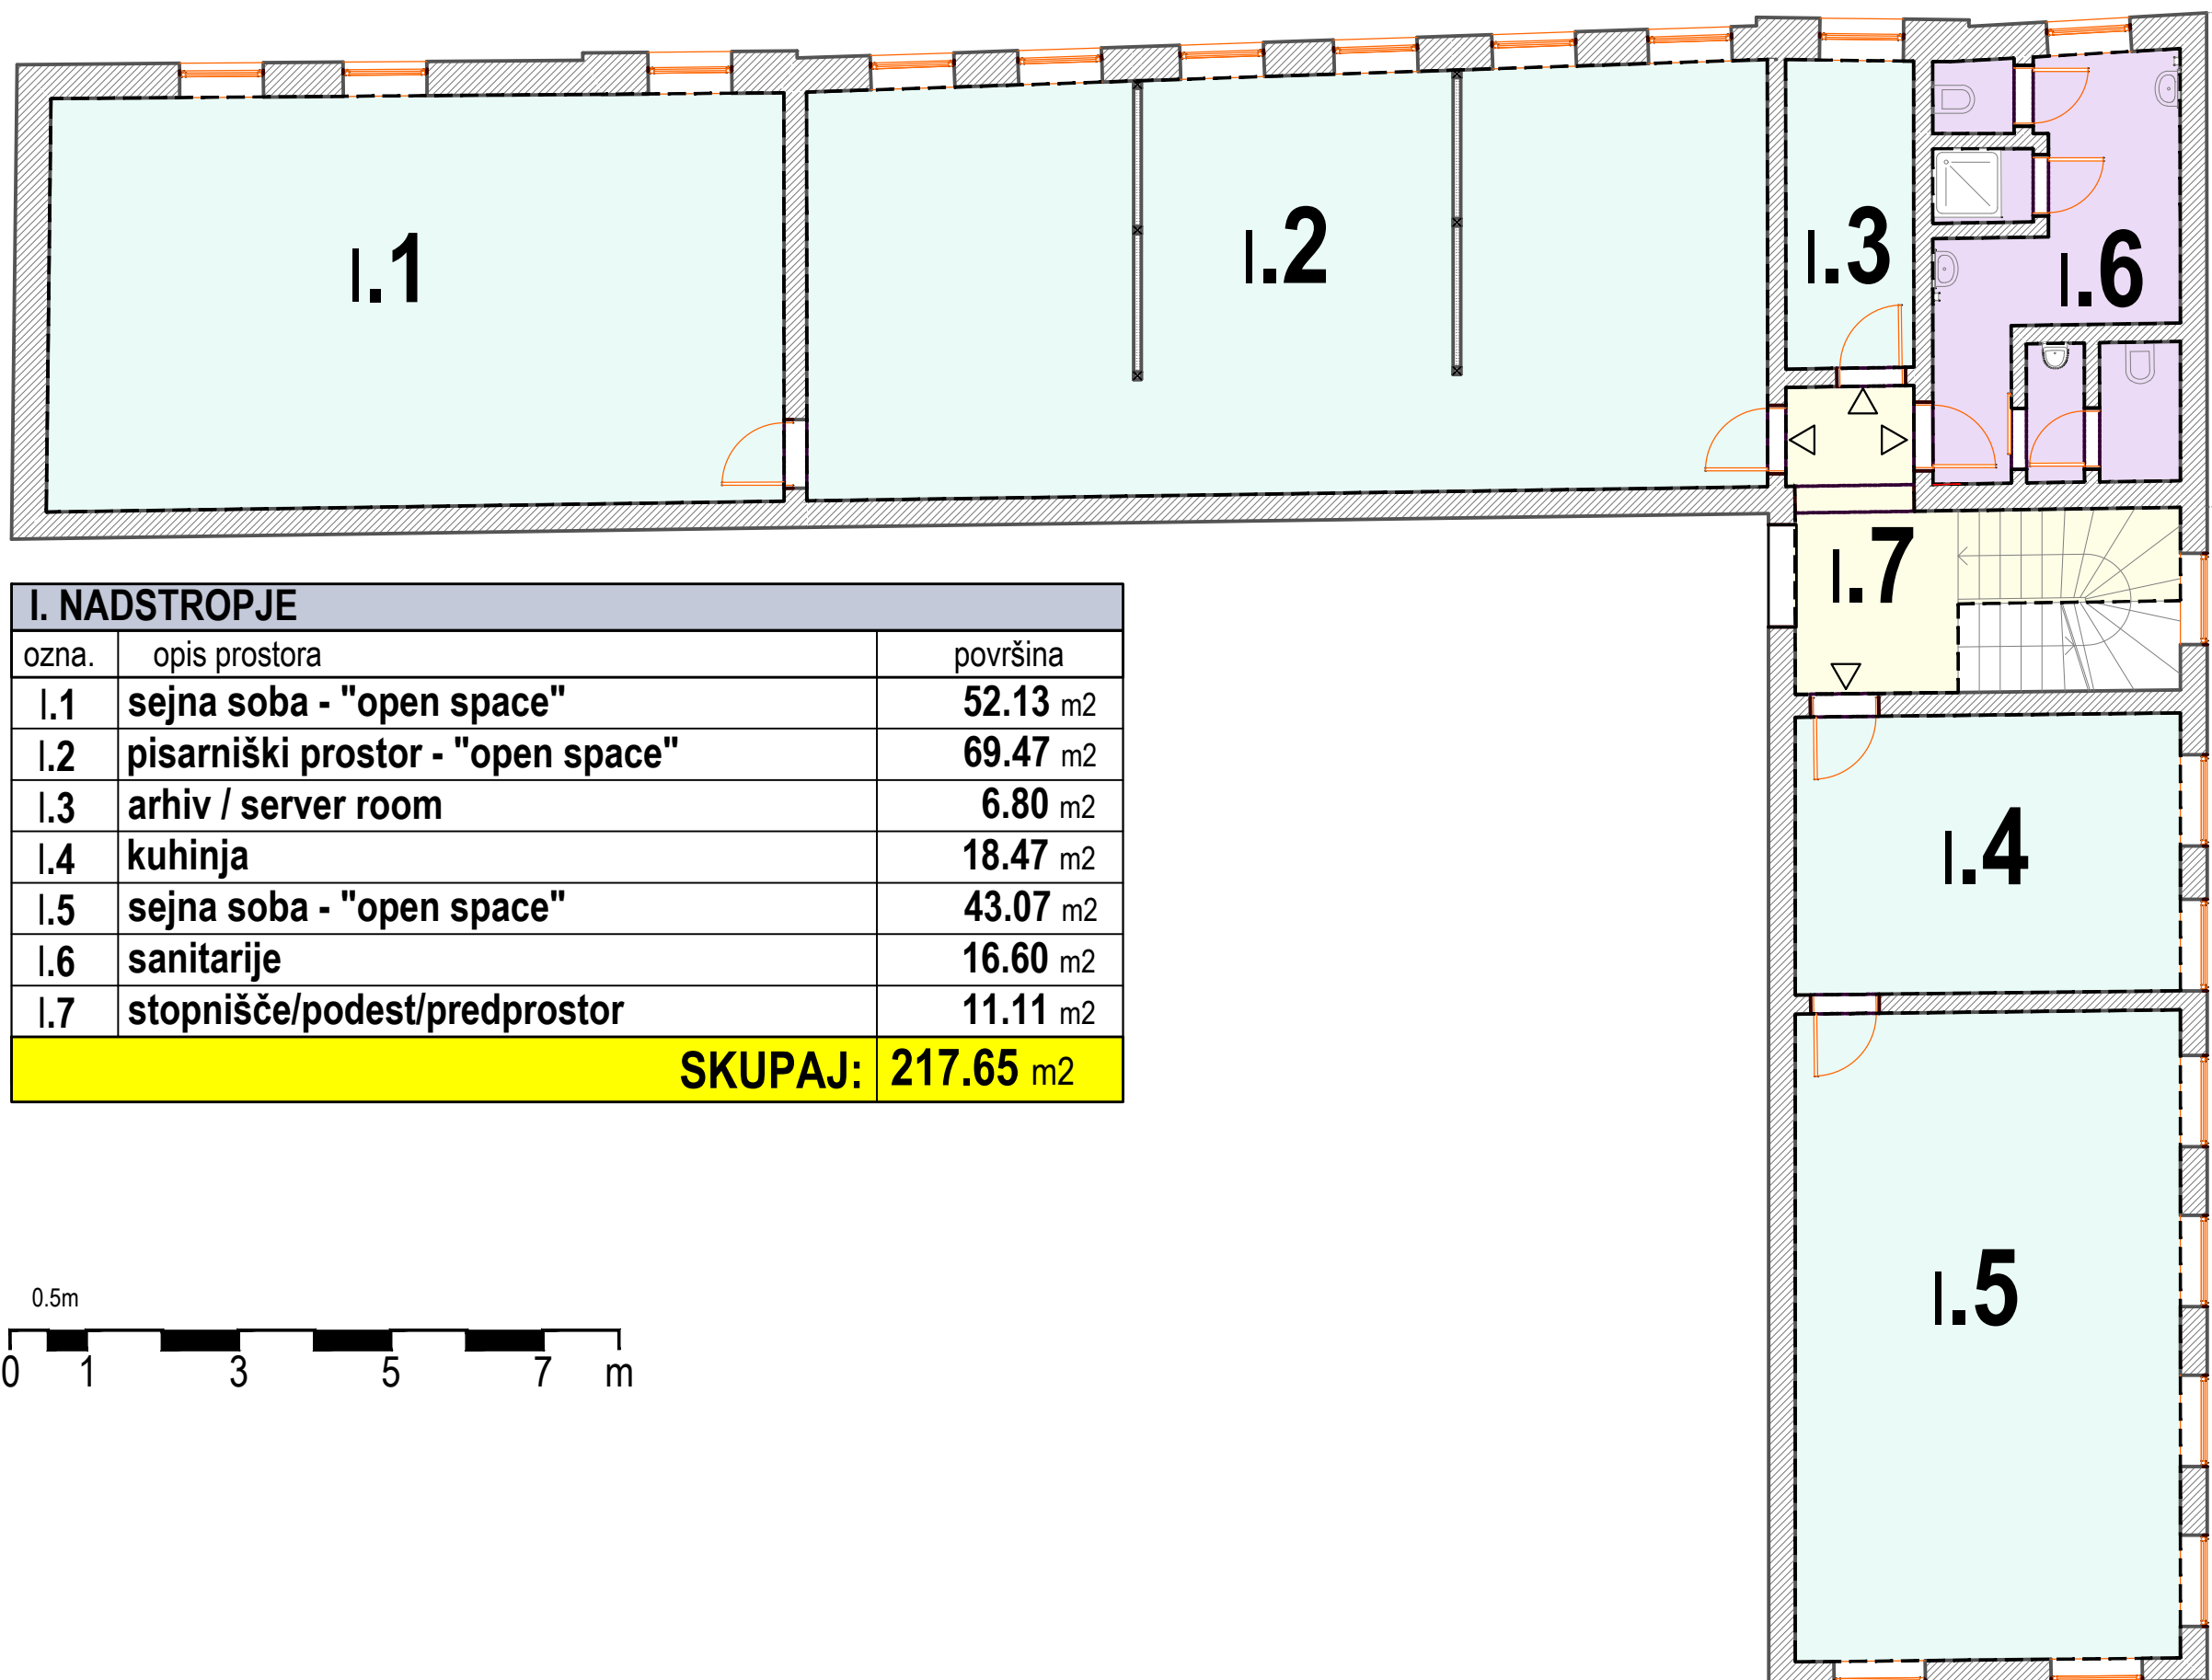 I.1
I.2
I.3
I.6
I.7
I. NADSTROPJE
ozna. opis prostora površina
I.1 sejna soba - "open space" 52.13 m2
I.2 pisarniški prostor - "open space" 69.47 m2
I.3 arhiv / server room 6.80 m2
I.4 kuhinja 18.47 m2
I.5 sejna soba - "open space" 43.07 m2
I.6 sanitarije 16.60 m2
I.7 stopnišče/podest/predprostor 11.11 m2
SKUPAJ: 217.65 m2
I.4
I.5
0.5m
0 1 3 5 7 m